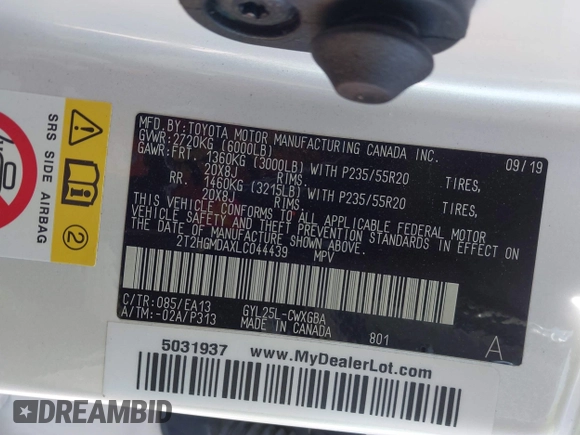 MFD. BY: TOYOTA MOTOR MANUFACTURING CANADA INC.
GVWR: 2720KG (6000LB) 09/19
GAWR: FRT. 1360KG (3000LB) WITH P235/55R20 TIRES,
20X8J RIMS.
RR. 1460KG (3215LB) WITH P235/55R20 TIRES,
20X8J RIMS.
THIS VEHICLE CONFORMS TO ALL APPLICABLE FEDERAL MOTOR
VEHICLE SAFETY AND THEFT PREVENTION STANDARDS IN EFFECT ON
THE DATE OF MANUFACTURE SHOWN ABOVE.
2T2HGMDAXLC044439 MPV
C/TR: 085/EA13 GYL25L-CWXGBA
A/TM: -02A/P313 MADE IN CANADA 801 A
SRS SIDE AIRBAG
2
5031937 www.MyDealerLot.com
DREAMBID